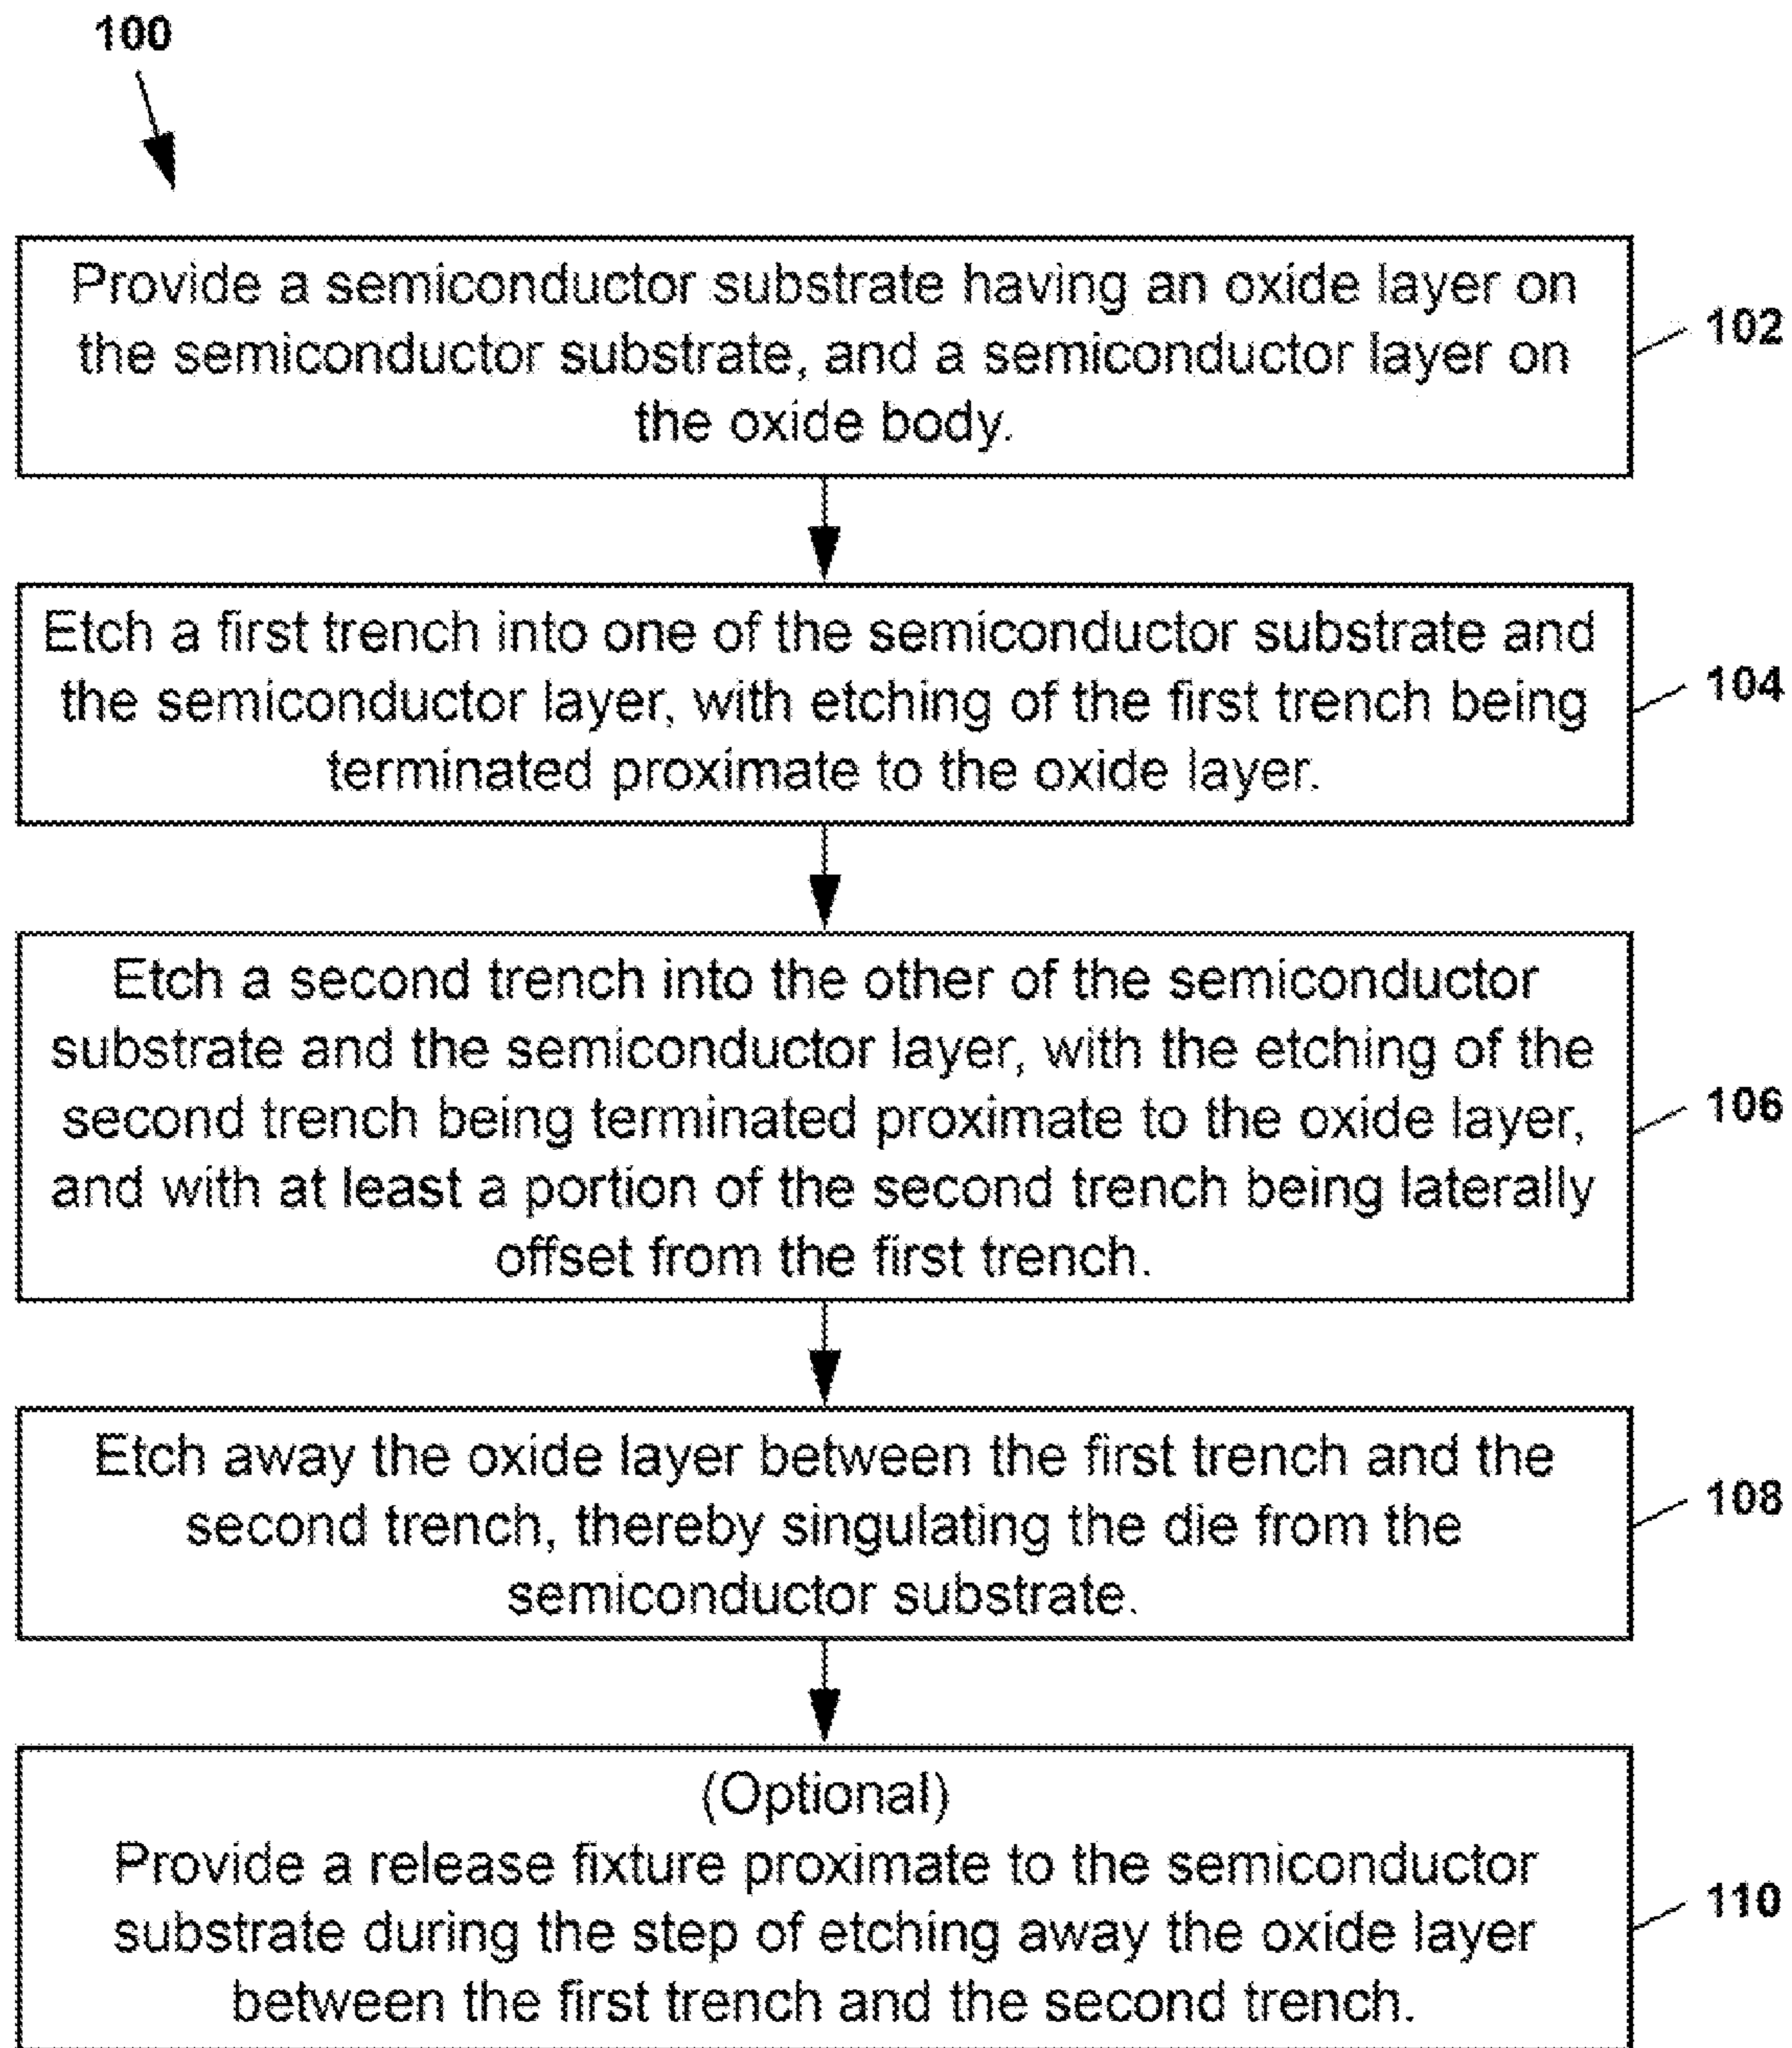 100
Provide a semiconductor substrate having an oxide layer on
the semiconductor substrate, and a semiconductor layer on
the oxide body.
102
Etch a first trench into one of the semiconductor substrate and
the semiconductor layer, with etching of the first trench being
terminated proximate to the oxide layer.
104
Etch a second trench into the other of the semiconductor
substrate and the semiconductor layer, with the etching of the
second trench being terminated proximate to the oxide layer,
and with at least a portion of the second trench being laterally
offset from the first trench.
106
Etch away the oxide layer between the first trench and the
second trench, thereby singulating the die from the
semiconductor substrate.
108
(Optional)
Provide a release fixture proximate to the semiconductor
substrate during the step of etching away the oxide layer
between the first trench and the second trench.
110